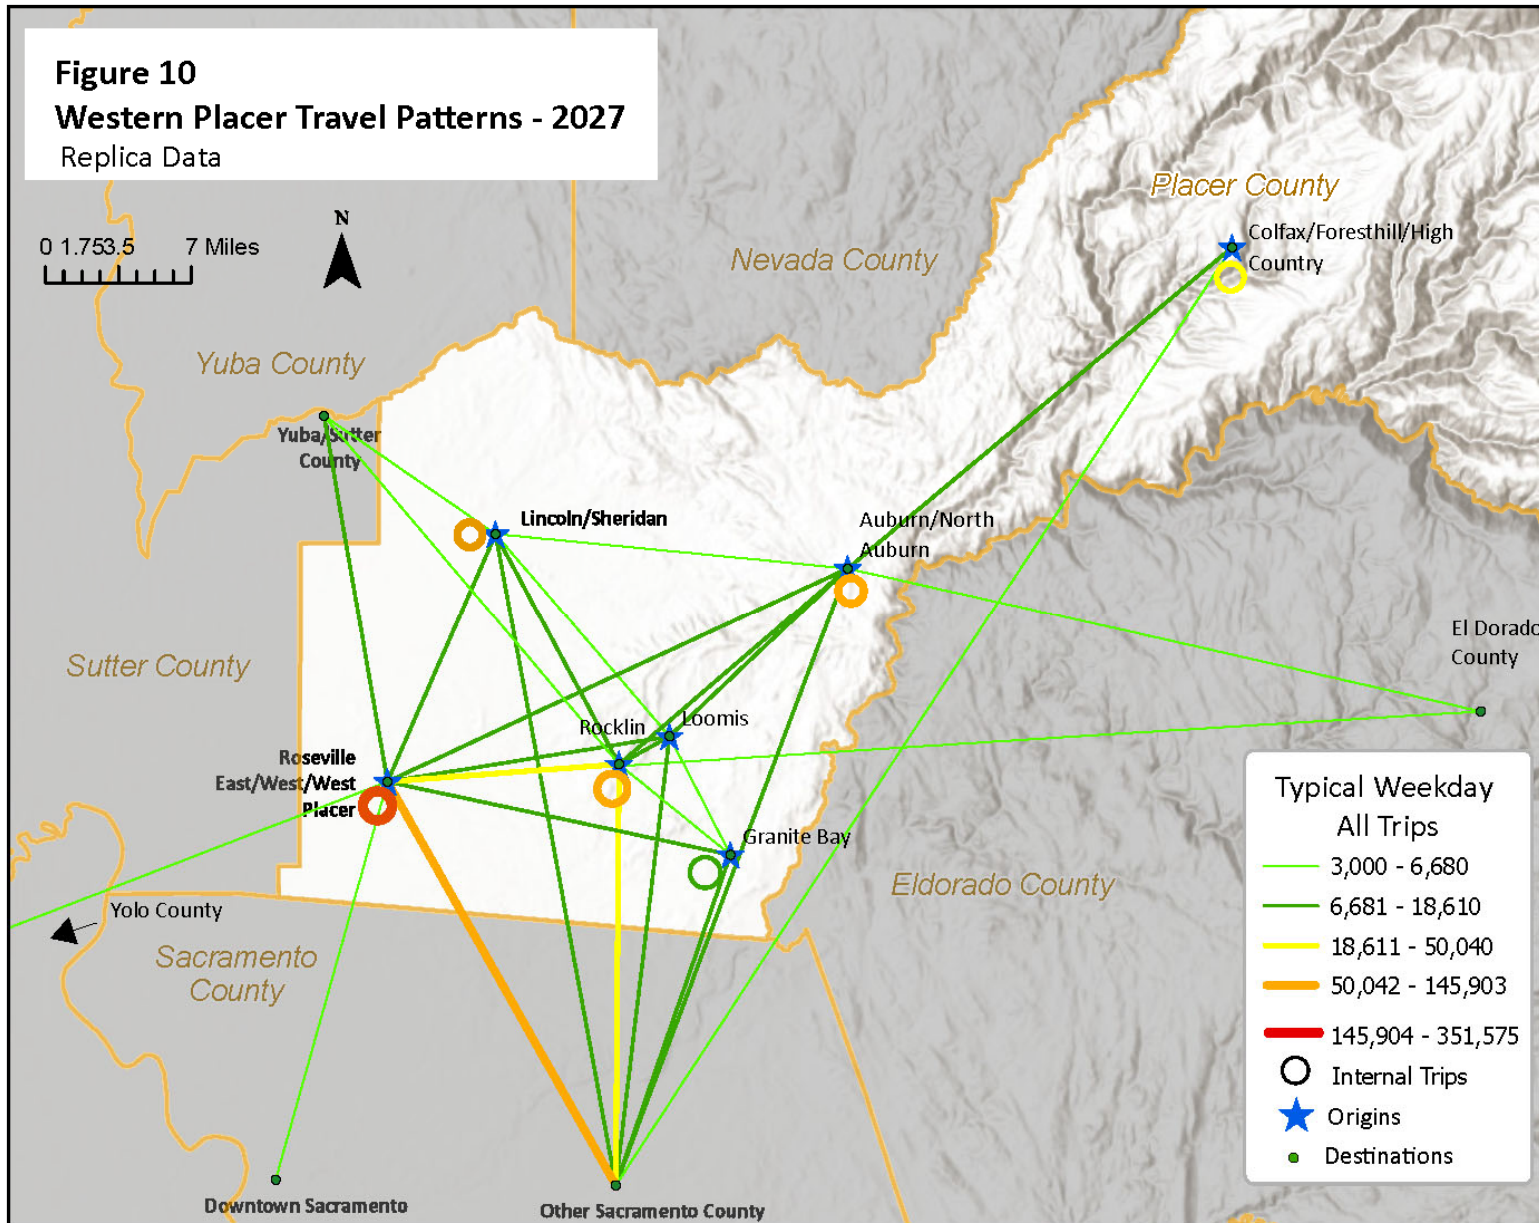 Figure 10
Western Placer Travel Patterns - 2027
Replica Data
N
0 1.753.5 7 Miles
Placer County
Colfax/Foresthill/High
Country
Nevada County
Yuba County
Yuba/Sutter
County
Lincoln/Sheridan
Auburn/North
Auburn
El Dorado
County
Sutter County
Rocklin
Loomis
Roseville
East/West/West
Placer
Granite Bay
Eldorado County
Yolo County
Sacramento
County
Downtown Sacramento
Other Sacramento County
Typical Weekday
All Trips
3,000 - 6,680
6,681 - 18,610
18,611 - 50,040
50,042 - 145,903
145,904 - 351,575
Internal Trips
Origins
Destinations